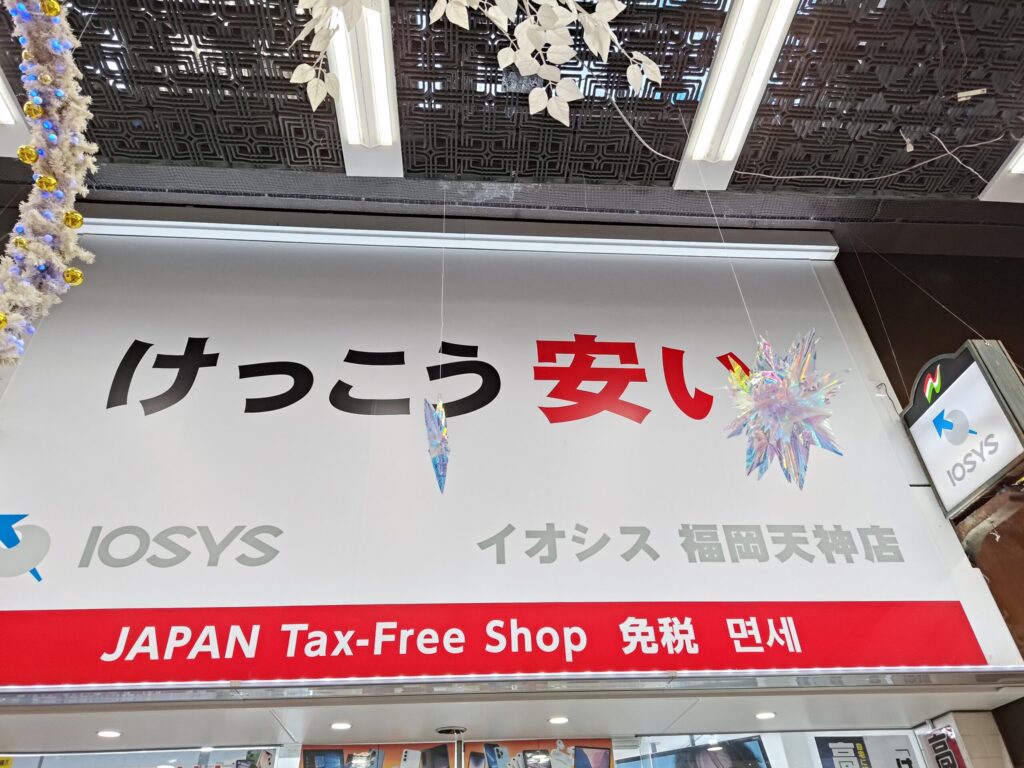 けっこう 安い
IOSYS
IOSYS イオシス 福岡天神店
JAPAN Tax-Free Shop 免税 면세